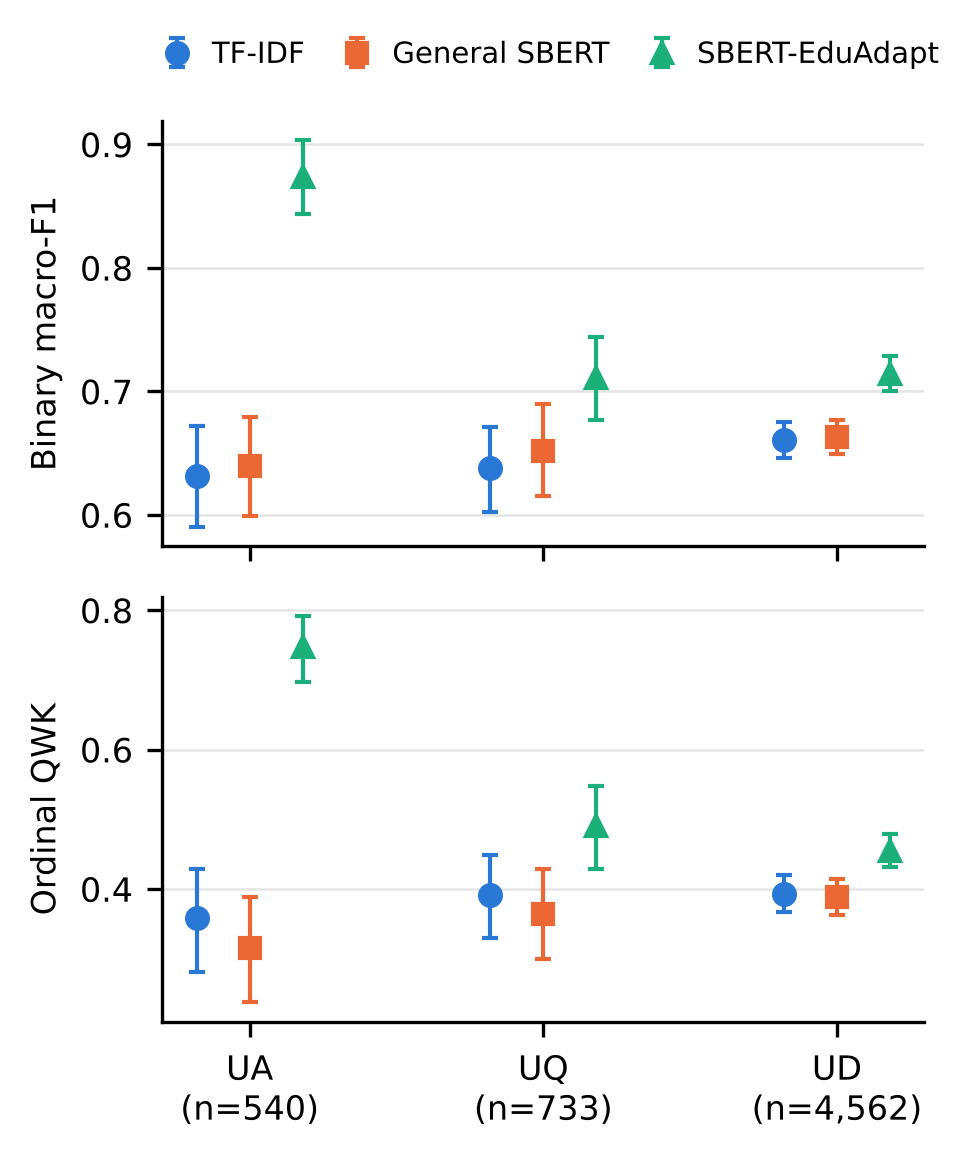 TF-IDF General SBERT SBERT-EduAdapt
Binary macro-F1
0.9
0.8
0.7
0.6
Ordinal QWK
0.8
0.6
0.4
UA UQ UD
(n=540) (n=733) (n=4,562)